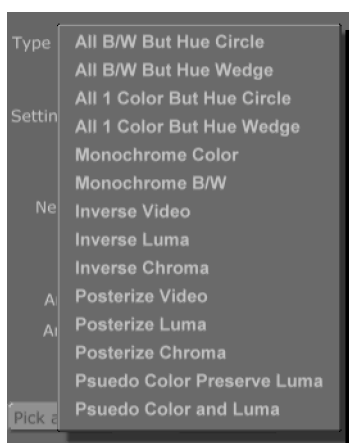 Type
All B/W But Hue Circle
All B/W But Hue Wedge
All 1 Color But Hue Circle
All 1 Color But Hue Wedge
Monochrome Color
Monochrome B/W
Inverse Video
Inverse Luma
Inverse Chroma
Posterize Video
Posterize Luma
Posterize Chroma
Psuedo Color Preserve Luma
Psuedo Color and Luma
Pick